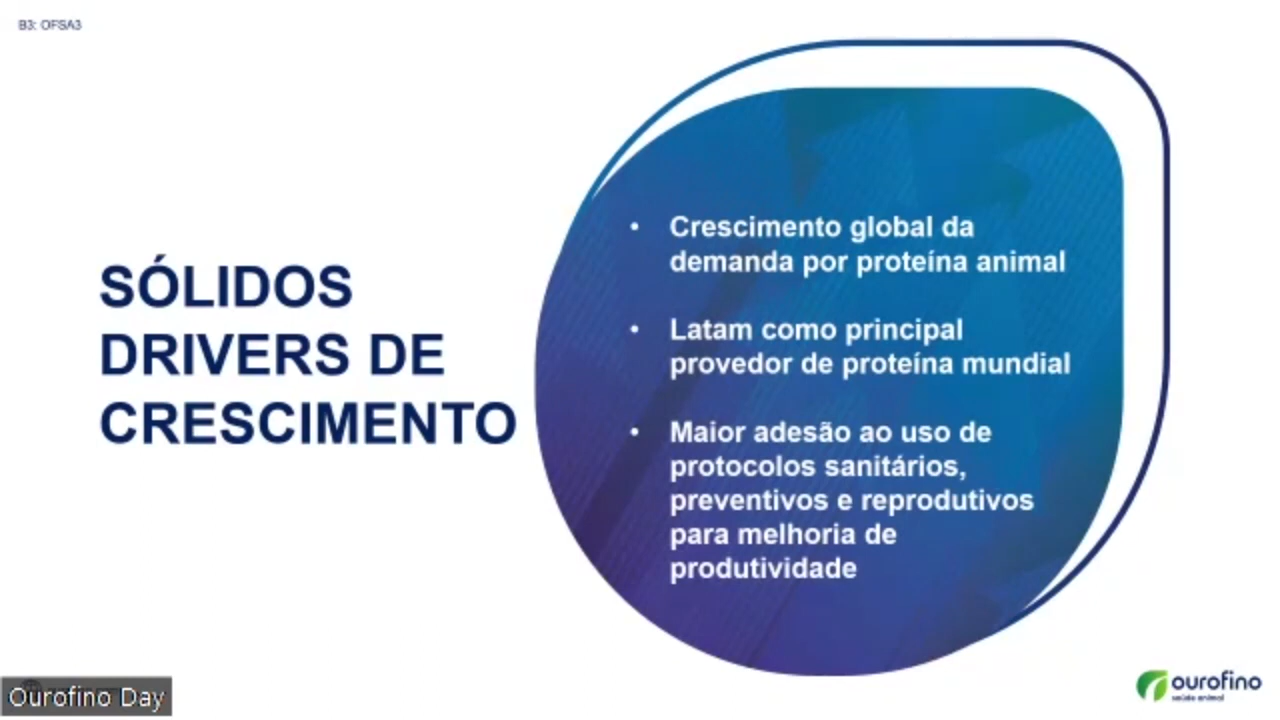 B3: OFSA3
SÓLIDOS
DRIVERS DE
CRESCIMENTO
• Crescimento global da
demanda por proteína animal
• Latam como principal
provedor de proteína mundial
• Maior adesão ao uso de
protocolos sanitários,
preventivos e reprodutivos
para melhoria de
produtividade
Ourofino Day
ourofino
saúde animal